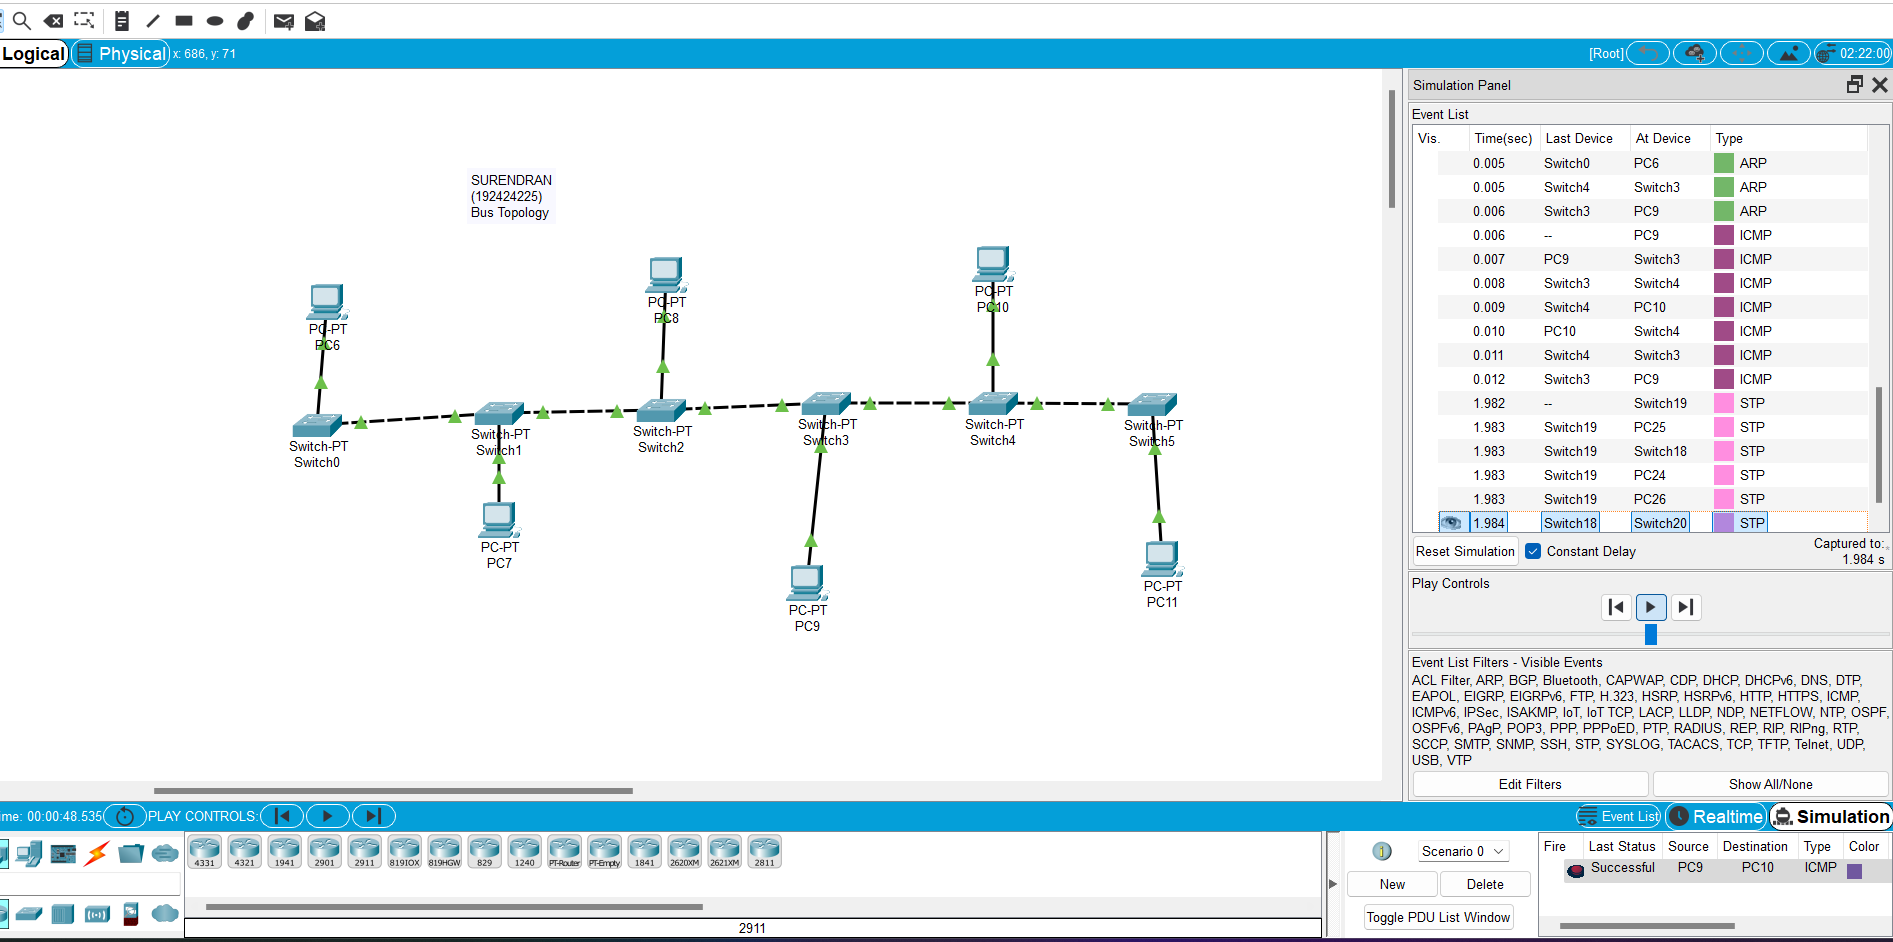 Logical Physical x: 686, y: 71 [Root] 02:22:00
Simulation Panel
Event List
Vis. Time(sec) Last Device At Device Type
0.005 Switch0 PC6 ARP
0.005 Switch4 Switch3 ARP
0.006 Switch3 PC9 ARP
0.006 -- PC9 ICMP
0.007 PC9 Switch3 ICMP
0.008 Switch3 Switch4 ICMP
0.009 Switch4 PC10 ICMP
0.010 PC10 Switch4 ICMP
0.011 Switch4 Switch3 ICMP
0.012 Switch3 PC9 ICMP
1.982 -- Switch19 STP
1.983 Switch19 PC25 STP
1.983 Switch19 Switch18 STP
1.983 Switch19 PC24 STP
1.983 Switch19 PC26 STP
1.984 Switch18 Switch20 STP
Reset Simulation Constant Delay Captured to:
1.984 s
Play Controls
Event List Filters - Visible Events
ACL Filter, ARP, BGP, Bluetooth, CAPWAP, CDP, DHCP, DHCPv6, DNS, DTP,
EAPOL, EIGRP, EIGRPv6, FTP, H.323, HSRP, HSRPv6, HTTP, HTTPS, ICMP,
ICMPv6, IPSec, ISAKMP, IoT, IoT TCP, LACP, LLDP, NDP, NETFLOW, NTP, OSPF,
OSPFv6, PAgP, POP3, PPP, PPPoED, PTP, RADIUS, REP, RIP, RIPng, RTP,
SCCP, SMTP, SNMP, SSH, STP, SYSLOG, TACACS, TCP, TFTP, Telnet, UDP,
USB, VTP
Edit Filters Show All/None
SURENDRAN
(192424225)
Bus Topology
PC-PT
PC6
PC-PT
PC8
PC-PT
PC10
Switch-PT
Switch0
Switch-PT
Switch1
Switch-PT
Switch2
Switch-PT
Switch3
Switch-PT
Switch4
Switch-PT
Switch5
PC-PT
PC7
PC-PT
PC9
PC-PT
PC11
ime: 00:00:48.535 PLAY CONTROLS: Event List Realtime Simulation
4331 4321 1941 2901 2911 819IOX 819HGW 829 1240 PT-Router PT-Empty 1841 2620XM 2621XM 2811
2911
Scenario 0
New Delete
Toggle PDU List Window
Fire Last Status Source Destination Type Color
Successful PC9 PC10 ICMP